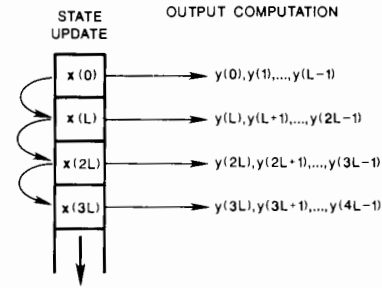 STATE UPDATE
OUTPUT COMPUTATION
x(0)
y(0),y(1),...,y(L-1)
x(L)
y(L),y(L+1),...,y(2L-1)
x(2L)
y(2L),y(2L+1),...,y(3L-1)
x(3L)
y(3L),y(3L+1),...,y(4L-1)